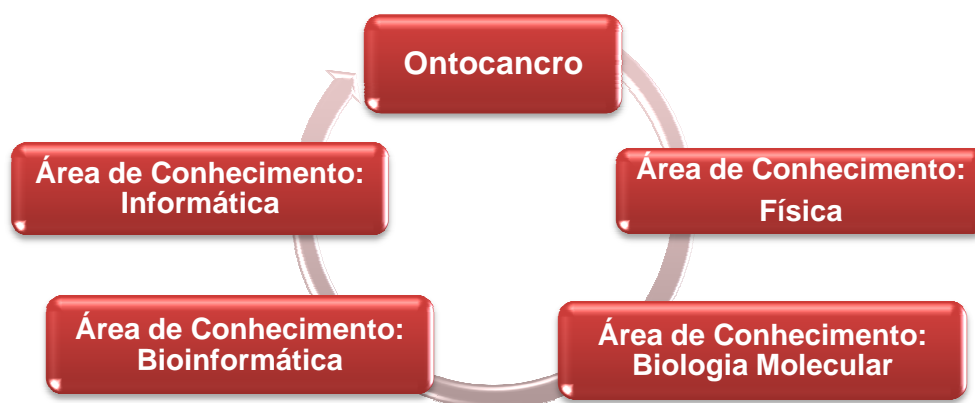 Ontocancro
Área de Conhecimento:
Física
Área de Conhecimento:
Biologia Molecular
Área de Conhecimento:
Bioinformática
Área de Conhecimento:
Informática